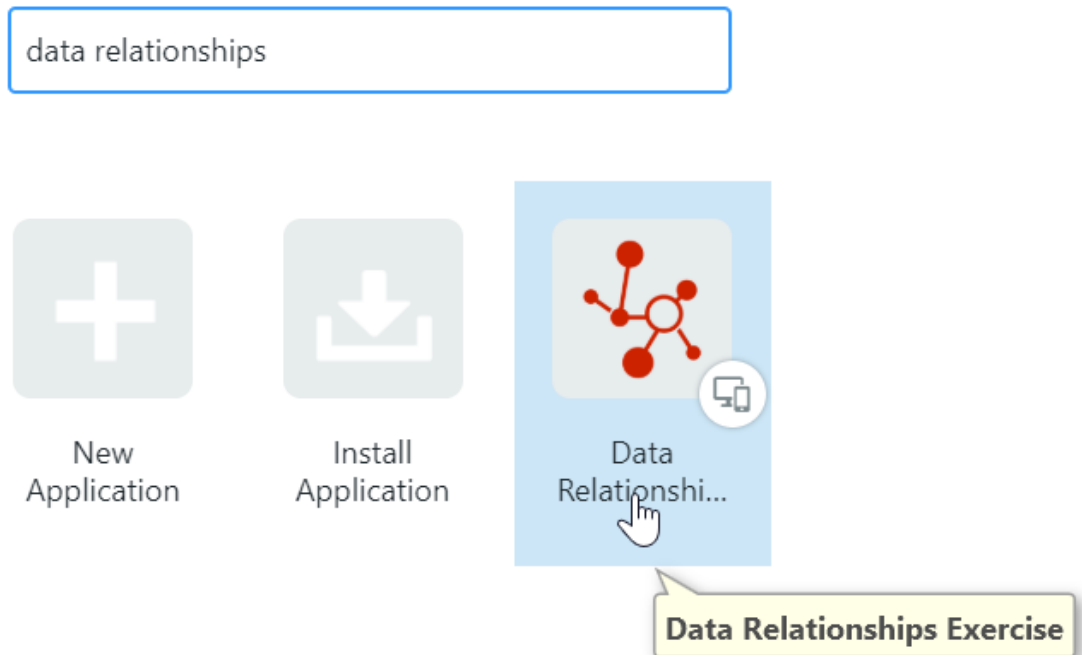 data relationships
New
Application
Install
Application
Data
Relationshi...
Data Relationships Exercise